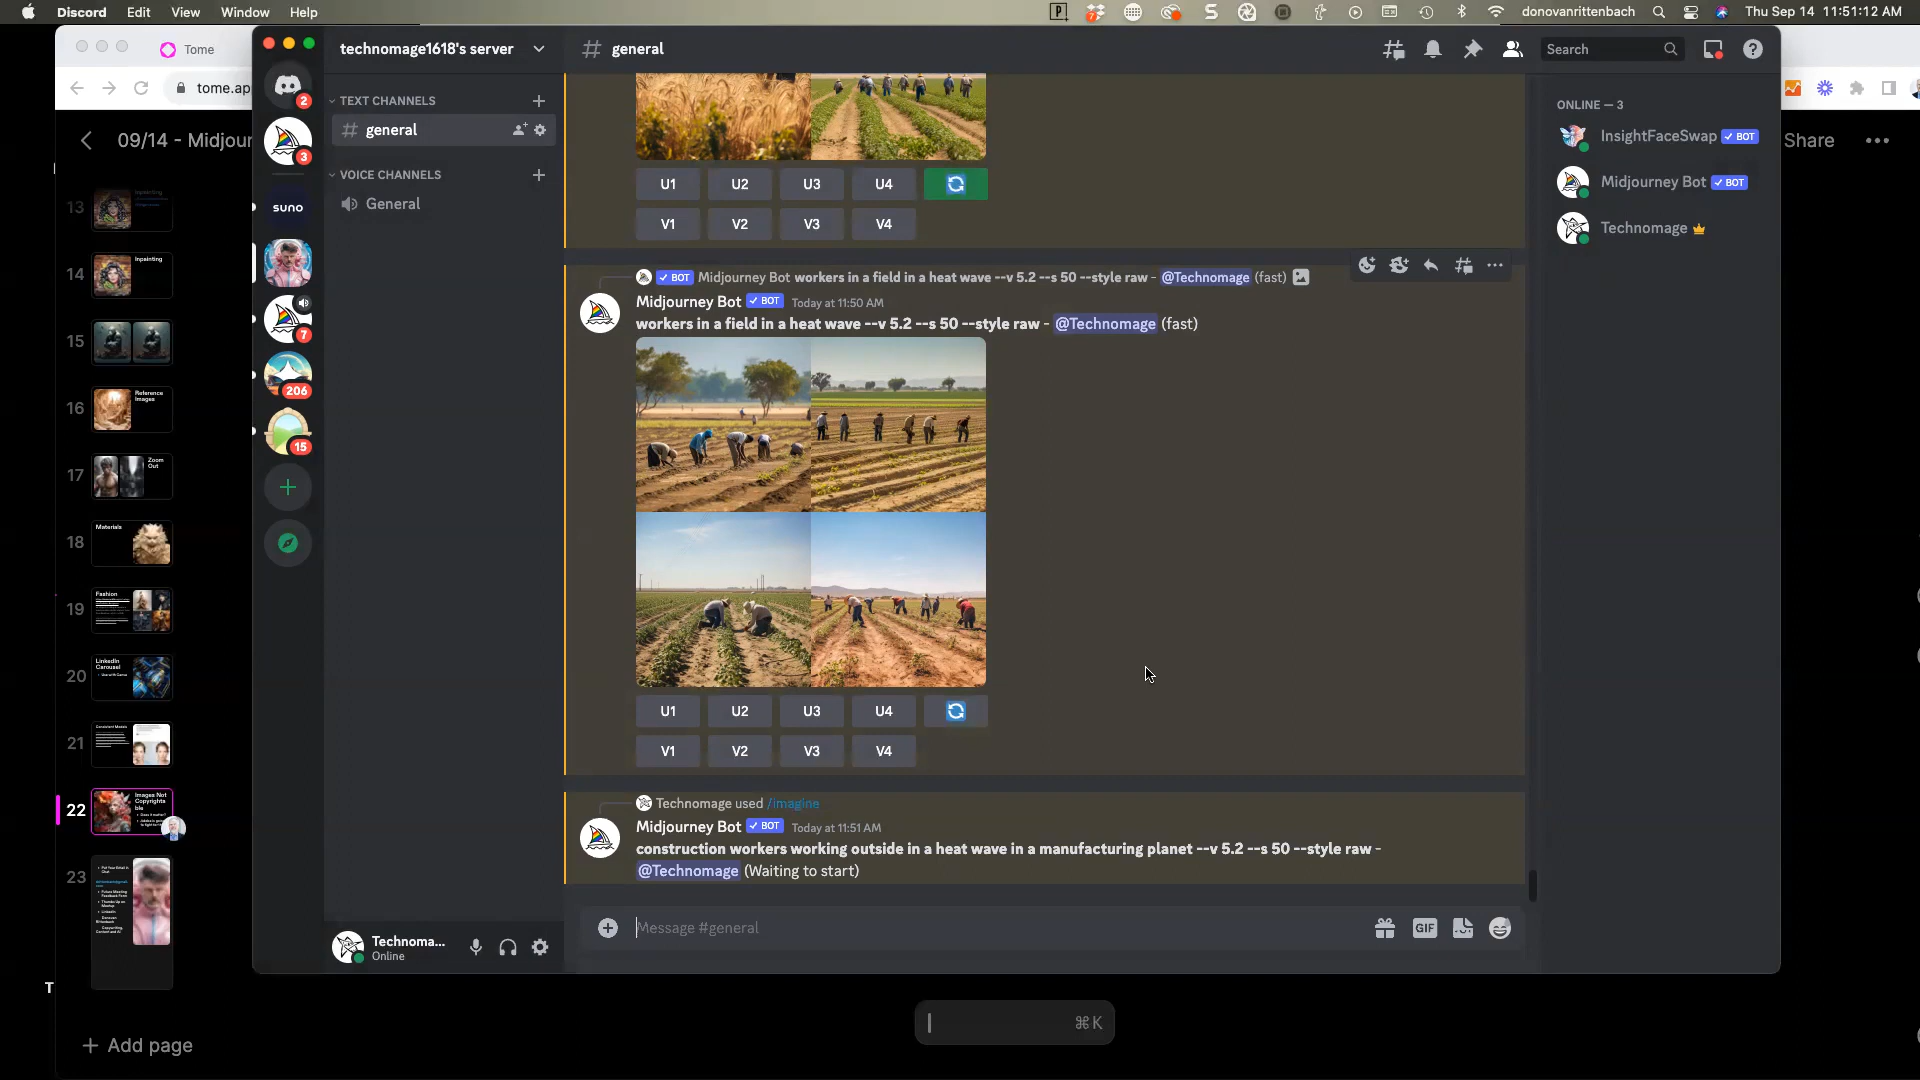 Discord Edit View Window Help
donovanrittenbach Thu Sep 14 11:51:12 AM
Tome
tome.ap
09/14 - Midjour
Share
13
Inpainting
14
Inpainting
15
16
Reference
Images
17
Zoom
Out
18
Materials
19
Fashion
20
LinkedIn
Carousel
21
Consistent Models
22
Images Not
Copyrighta
ble
23
Add page
T
2
3
suno
7
206
15
technomage1618's server
TEXT CHANNELS
# general
VOICE CHANNELS
General
Technoma...
Online
# general
Search
U1 U2 U3 U4
V1 V2 V3 V4
BOT Midjourney Bot workers in a field in a heat wave --v 5.2 --s 50 --style raw - @Technomage (fast)
Midjourney Bot BOT Today at 11:50 AM
workers in a field in a heat wave --v 5.2 --s 50 --style raw - @Technomage (fast)
U1 U2 U3 U4
V1 V2 V3 V4
Technomage used /imagine
Midjourney Bot BOT Today at 11:51 AM
construction workers working outside in a heat wave in a manufacturing planet --v 5.2 --s 50 --style raw -
@Technomage (Waiting to start)
Message #general
GIF
ONLINE — 3
InsightFaceSwap BOT
Midjourney Bot BOT
Technomage
⌘K